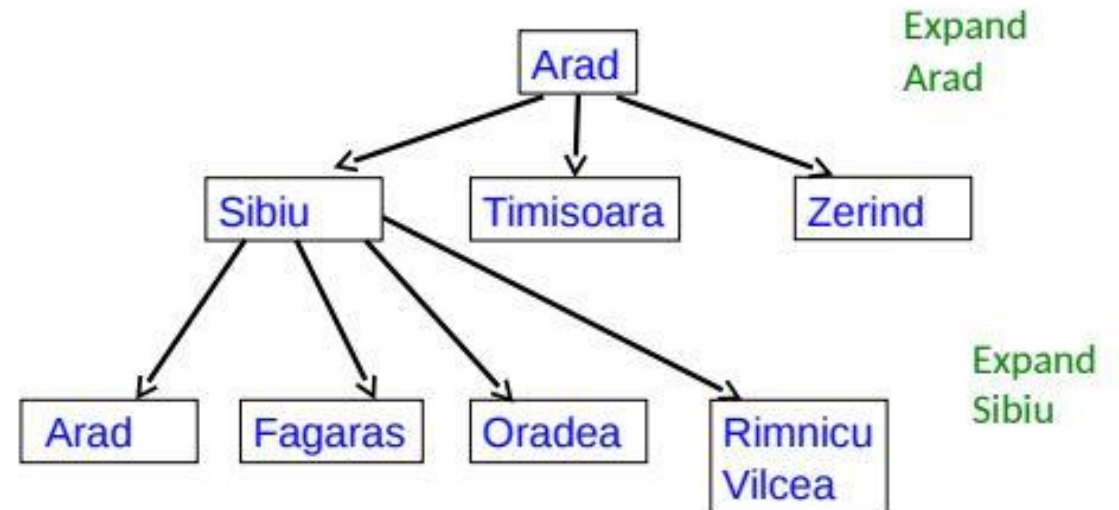 Expand
Arad
Arad
Sibiu
Timisoara
Zerind
Expand
Sibiu
Arad
Fagaras
Oradea
Rimnicu
Vilcea